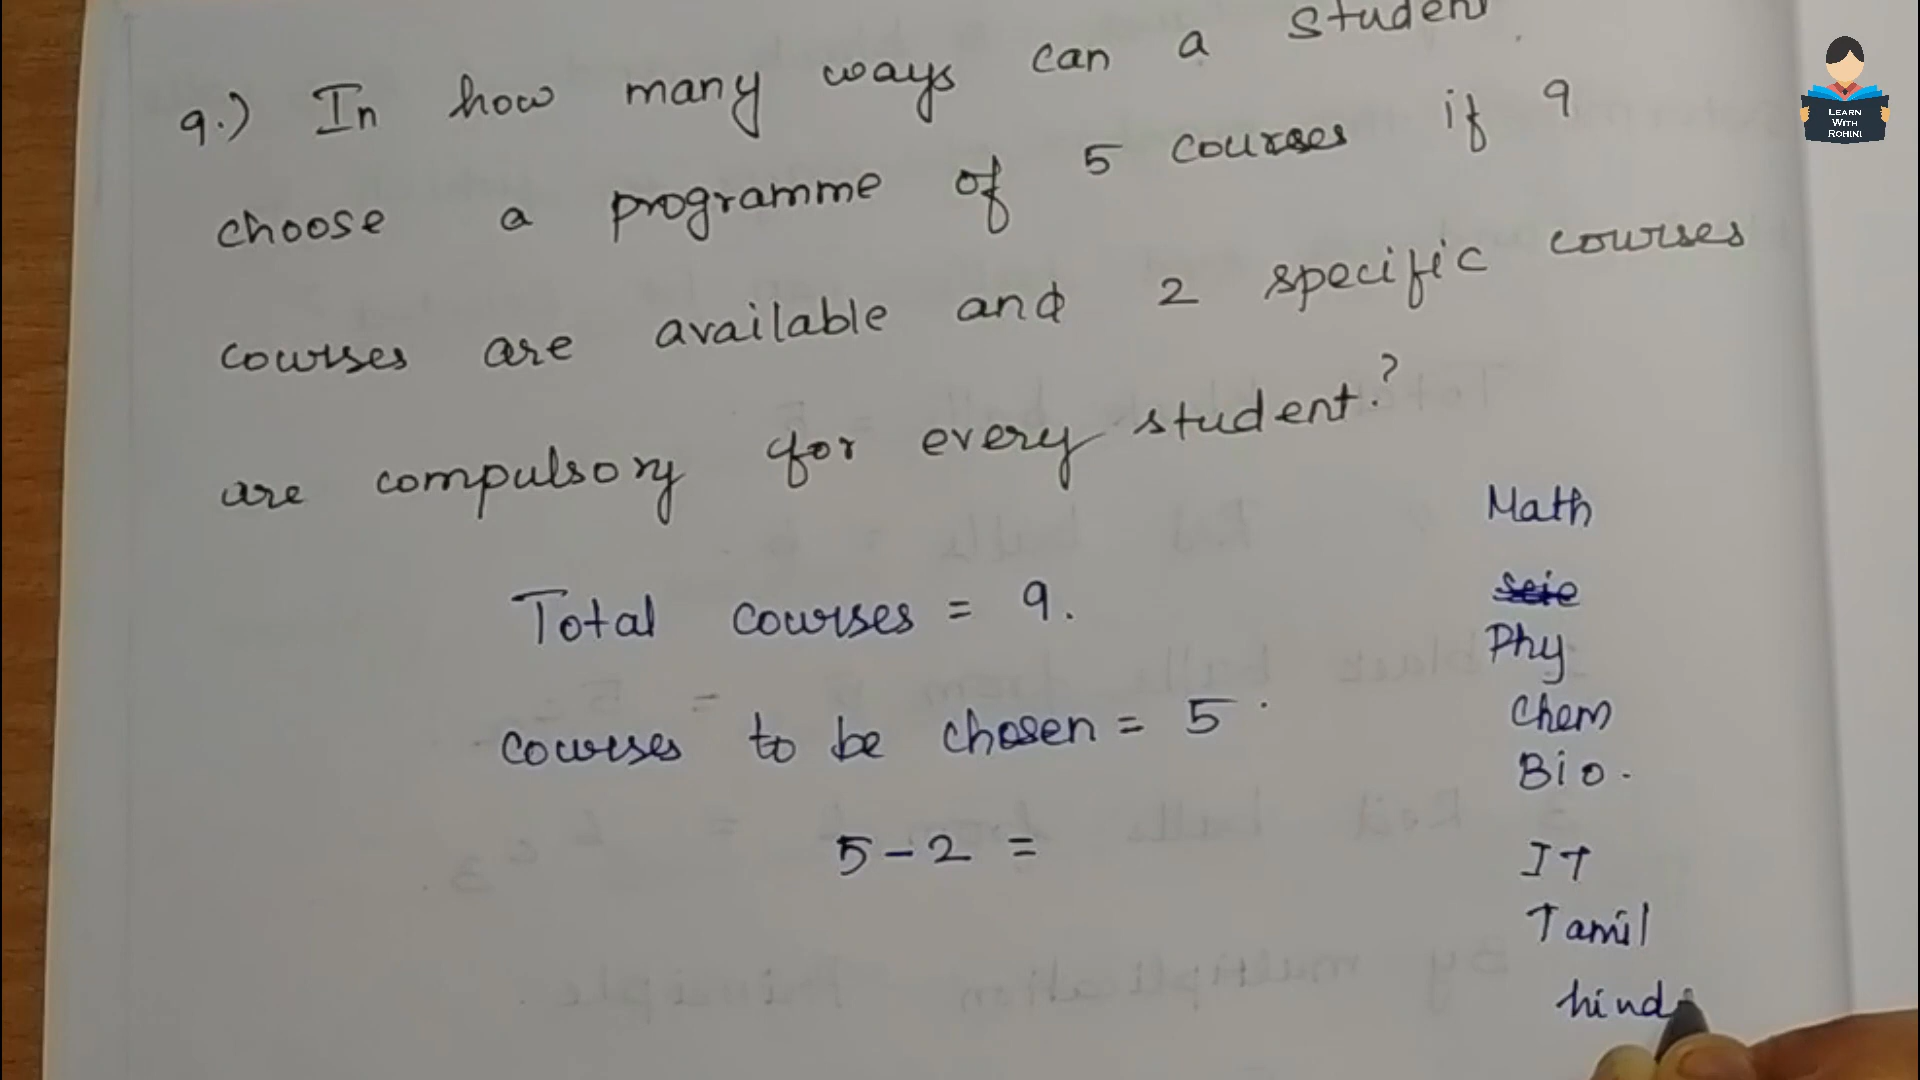 9.) In how many ways can a student
choose a programme of 5 courses if 9
courses are available and 2 specific courses
are compulsory for every student?
Total courses = 9.
courses to be chosen = 5.
5-2 =
Math
Phy
Chem
Bio.
IT
Tamil
hind
LEARN
WITH
ROHINI